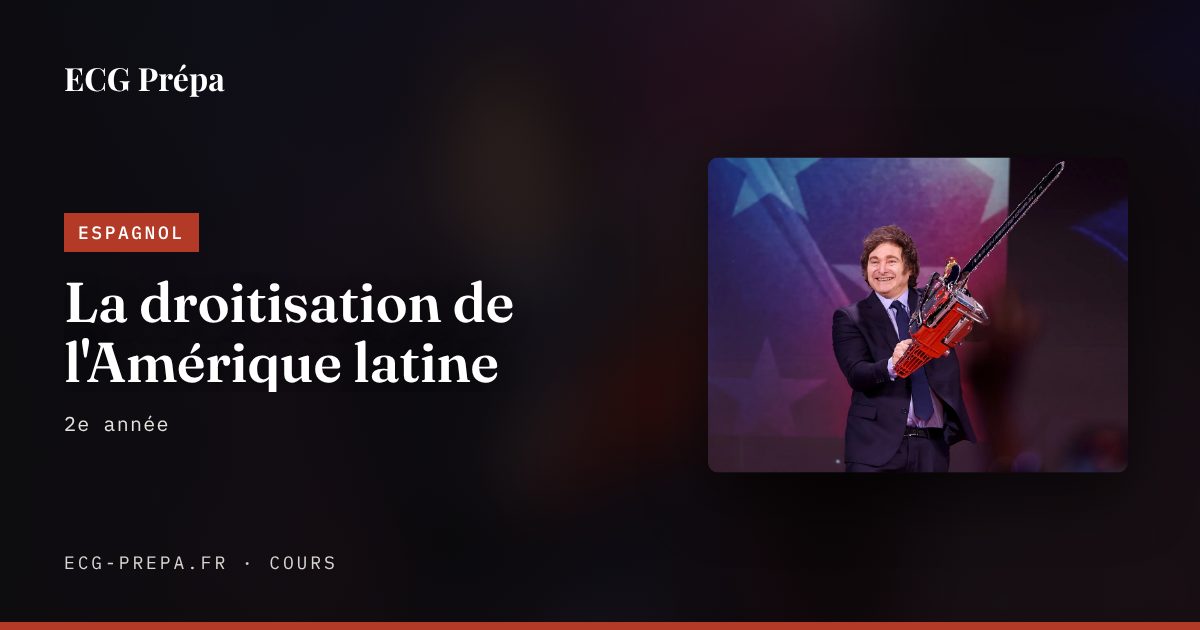 ECG Prépa
ESPAGNOL
La droitisation de
l'Amérique latine
2e année
ECG-PREPA.FR · COURS